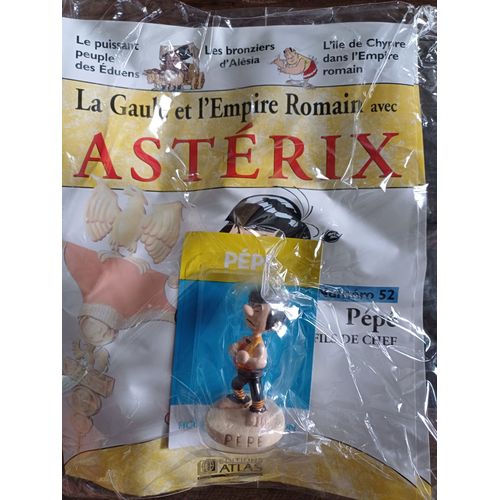 Le puissant
peuple
des Éduens
Les bronziers
d'Alésia
L'île de Chypre
dans l'Empire
romain
La Gaule et l'Empire Romain avec
ASTÉRIX
PÉPÉ
Numéro 52
Pépé
FILS DE CHEF
PÉPÉ
EDITIONS
ATLAS